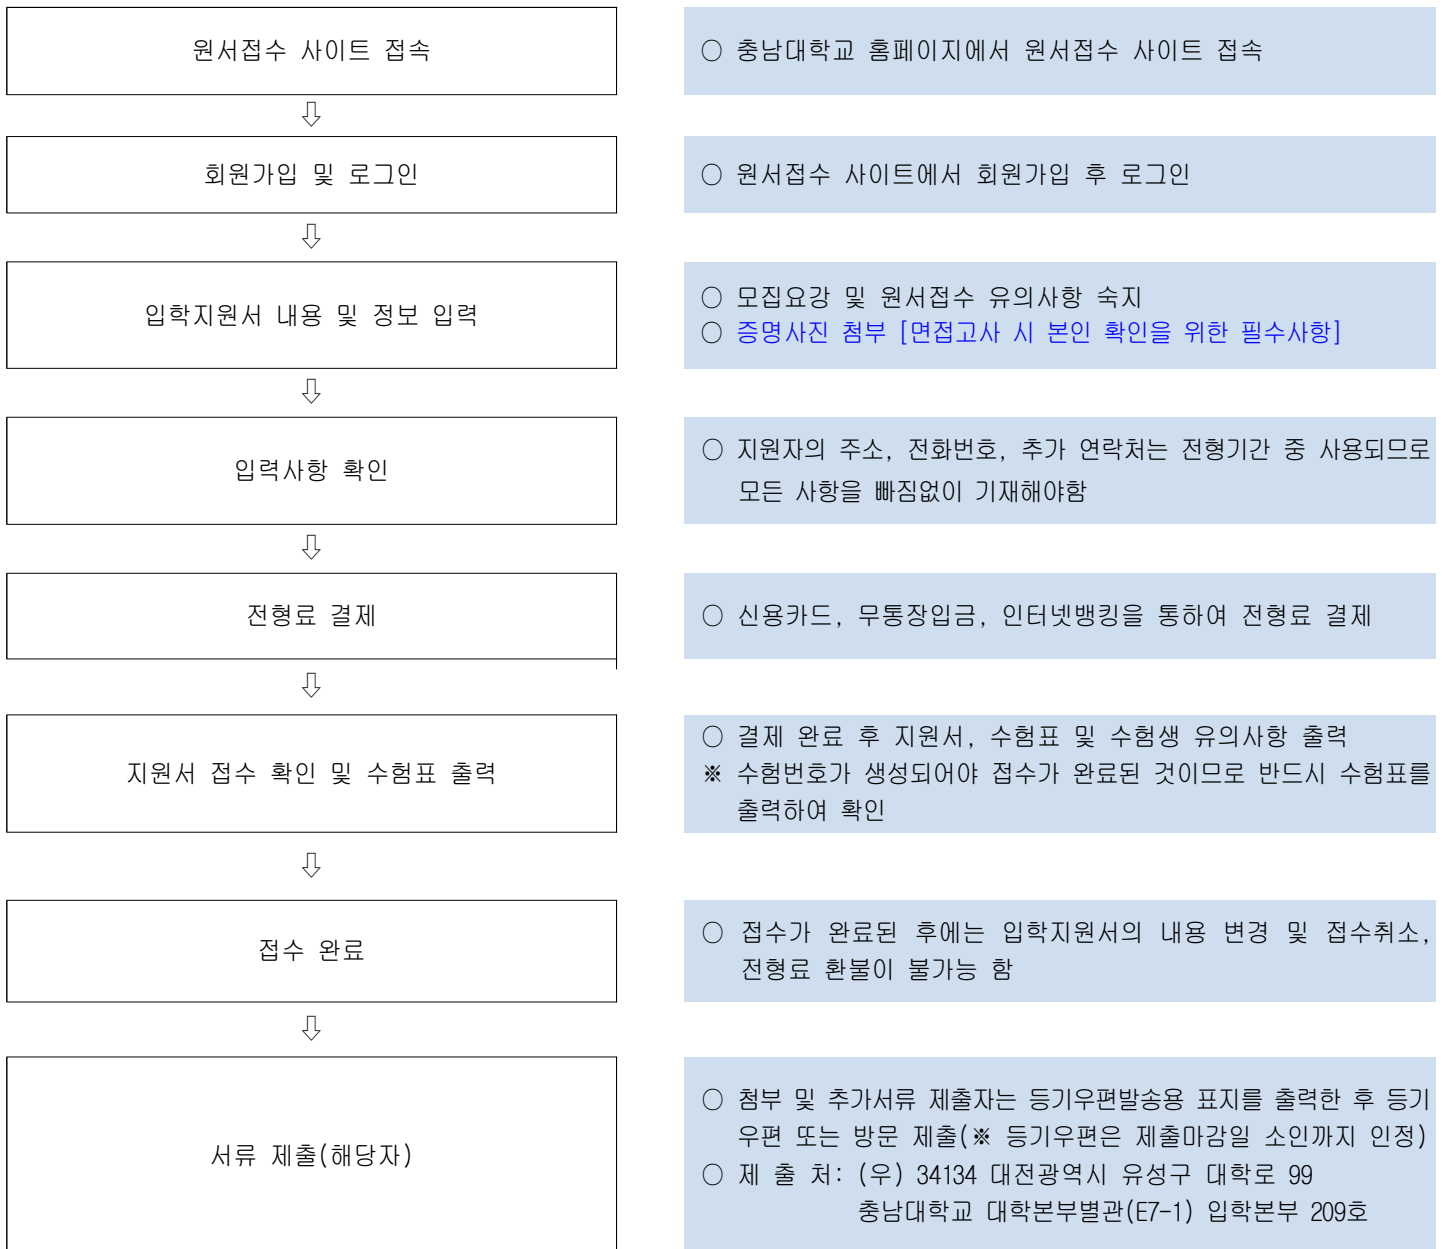 원서접수 사이트 접속
○ 충남대학교 홈페이지에서 원서접수 사이트 접속
⇩
회원가입 및 로그인
○ 원서접수 사이트에서 회원가입 후 로그인
⇩
입학지원서 내용 및 정보 입력
○ 모집요강 및 원서접수 유의사항 숙지
○ 증명사진 첨부 [면접고사 시 본인 확인을 위한 필수사항]
⇩
입력사항 확인
○ 지원자의 주소, 전화번호, 추가 연락처는 전형기간 중 사용되므로
모든 사항을 빠짐없이 기재해야함
⇩
전형료 결제
○ 신용카드, 무통장입금, 인터넷뱅킹을 통하여 전형료 결제
⇩
지원서 접수 확인 및 수험표 출력
○ 결제 완료 후 지원서, 수험표 및 수험생 유의사항 출력
※ 수험번호가 생성되어야 접수가 완료된 것이므로 반드시 수험표를
출력하여 확인
⇩
접수 완료
○ 접수가 완료된 후에는 입학지원서의 내용 변경 및 접수취소,
전형료 환불이 불가능 함
⇩
서류 제출(해당자)
○ 첨부 및 추가서류 제출자는 등기우편발송용 표지를 출력한 후 등기
우편 또는 방문 제출(※ 등기우편은 제출마감일 소인까지 인정)
○ 제 출 처: (우) 34134 대전광역시 유성구 대학로 99
충남대학교 대학본부별관(E7-1) 입학본부 209호